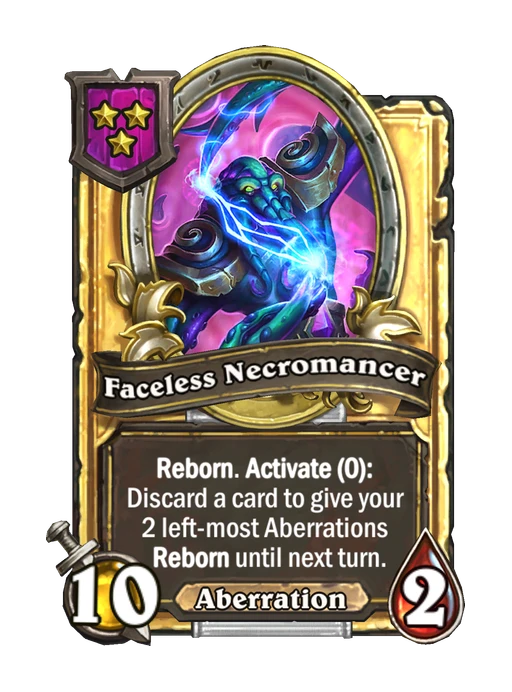 Faceless Necromancer
Reborn. Activate (0):
Discard a card to give your
2 left-most Aberrations
Reborn until next turn.
10
Aberration
2